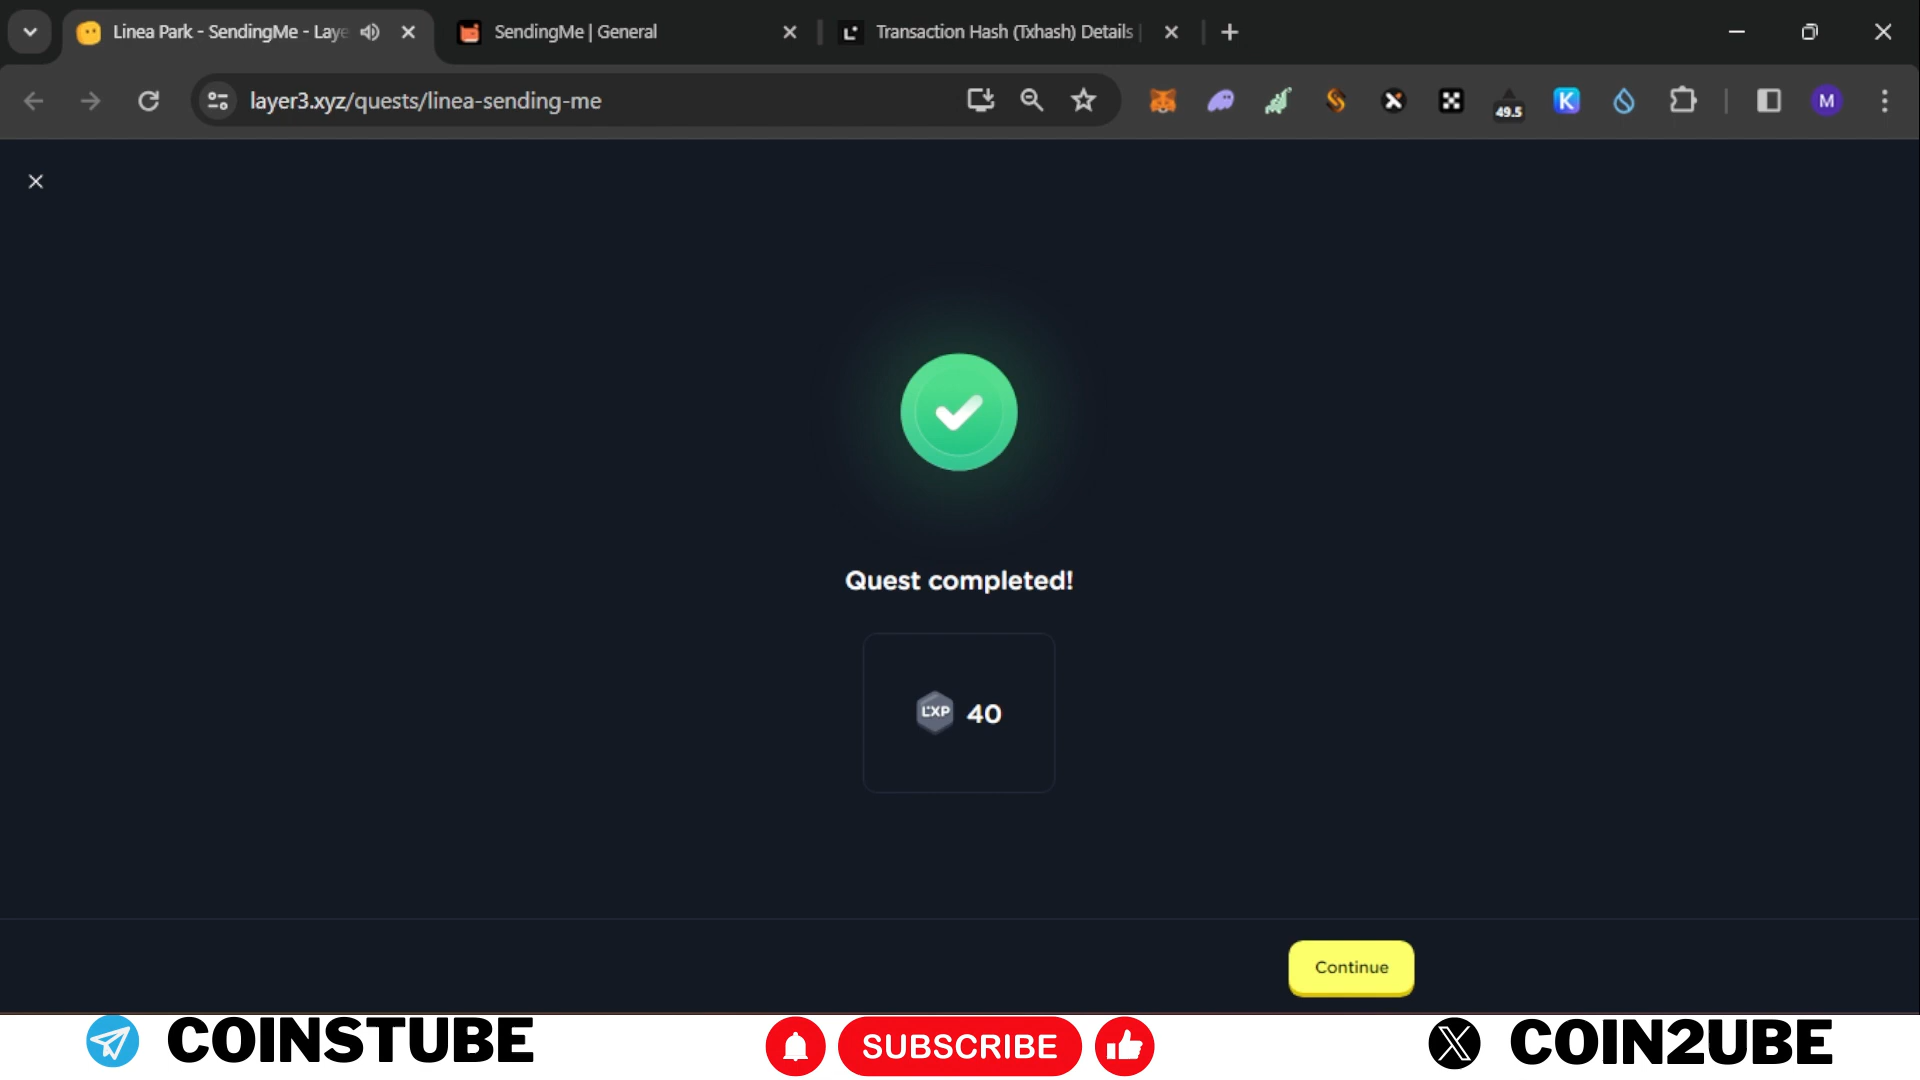 Linea Park - SendingMe - Laye
SendingMe | General
Transaction Hash (Txhash) Details |
layer3.xyz/quests/linea-sending-me
49.5
K
M
Quest completed!
LXP 40
Continue
COINSTUBE
SUBSCRIBE
COIN2UBE